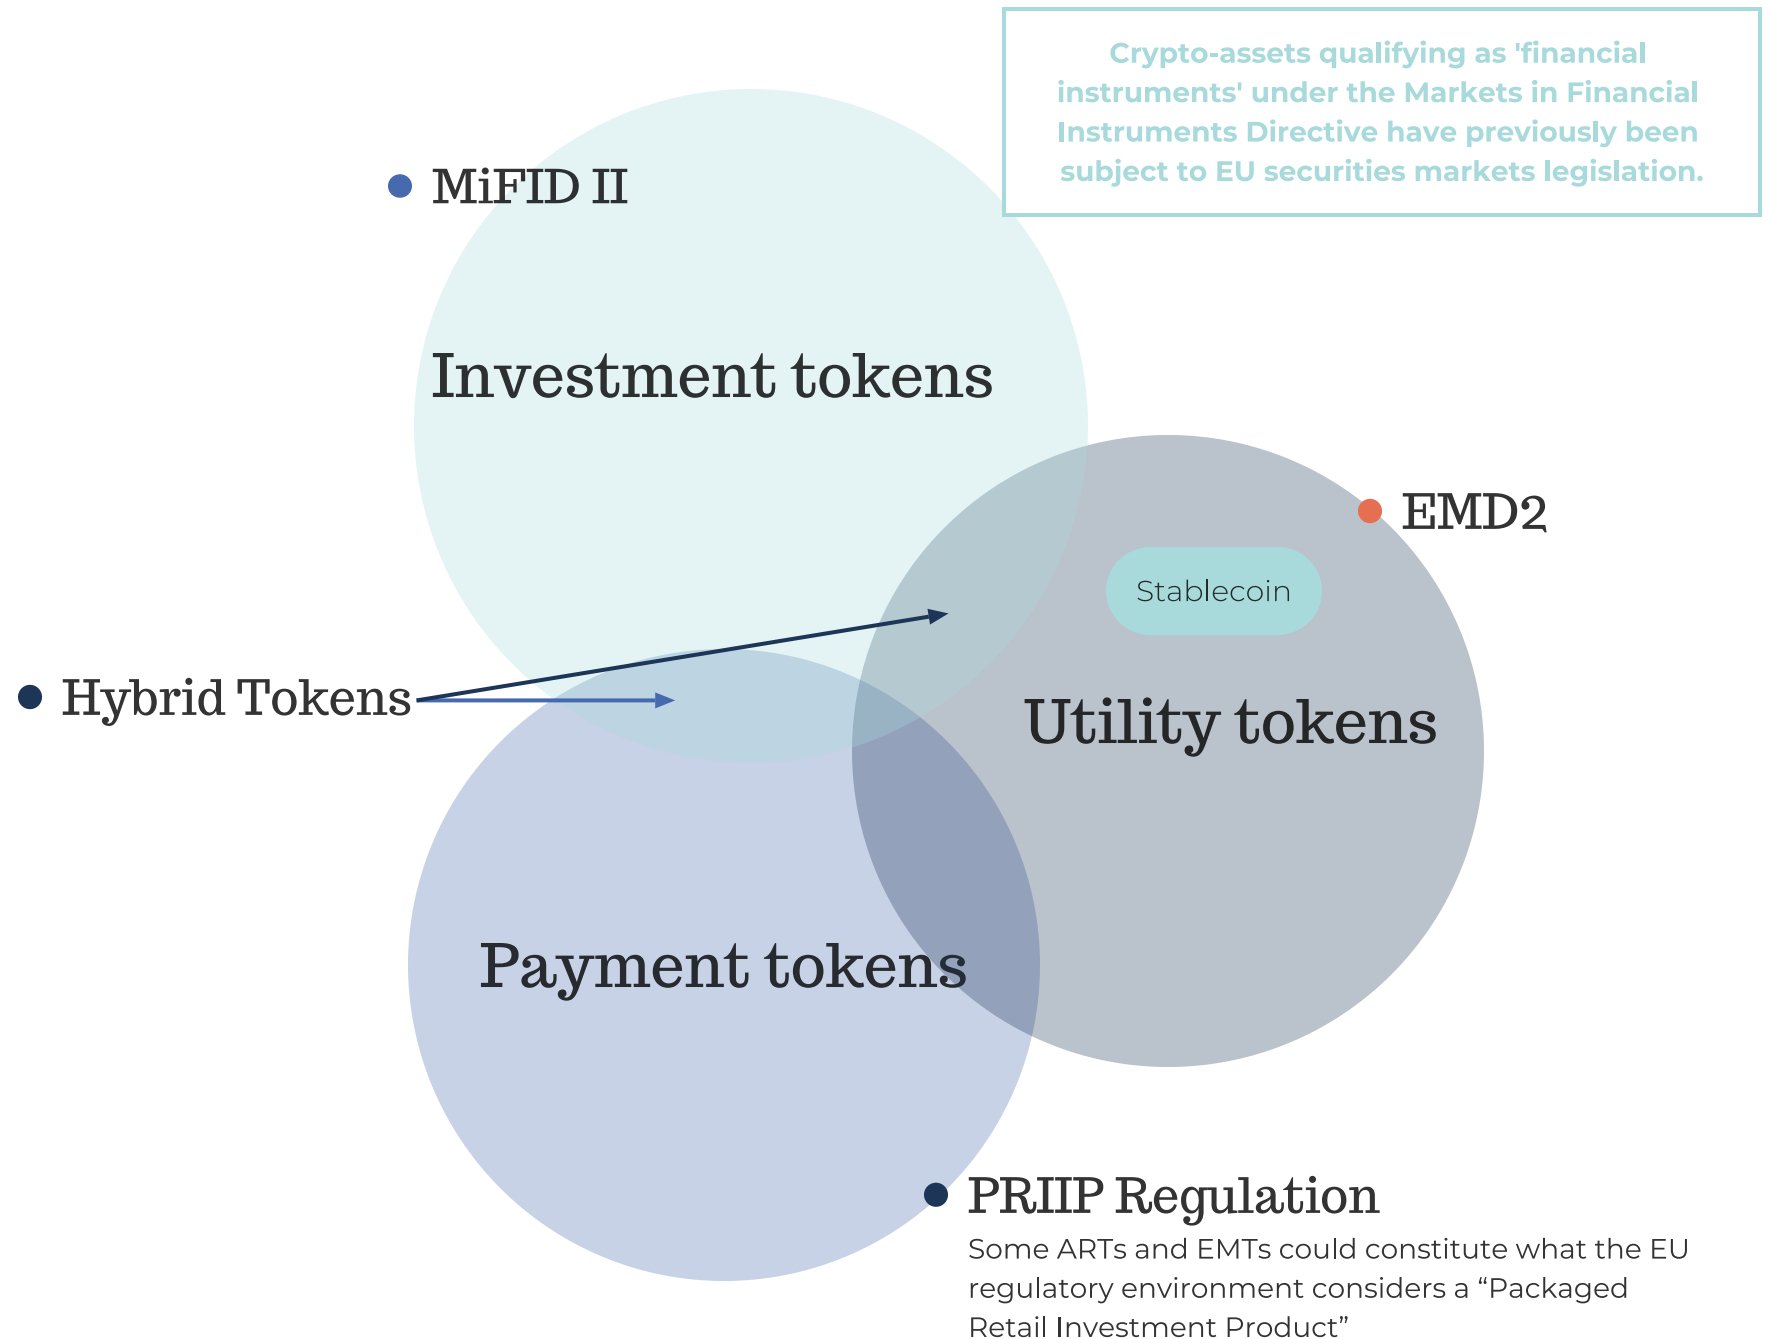 Crypto-assets qualifying as 'financial
instruments' under the Markets in Financial
Instruments Directive have previously been
subject to EU securities markets legislation.
MiFID II
Investment tokens
EMD2
Stablecoin
Hybrid Tokens
Utility tokens
Payment tokens
PRIIP Regulation
Some ARTs and EMTs could constitute what the EU
regulatory environment considers a “Packaged
Retail Investment Product”